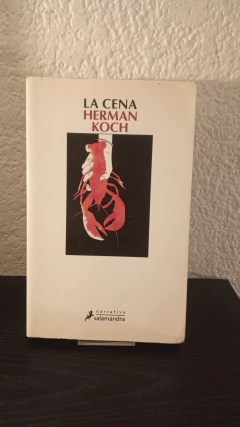 LA CENA
HERMAN
KOCH
narrativa
salamandra